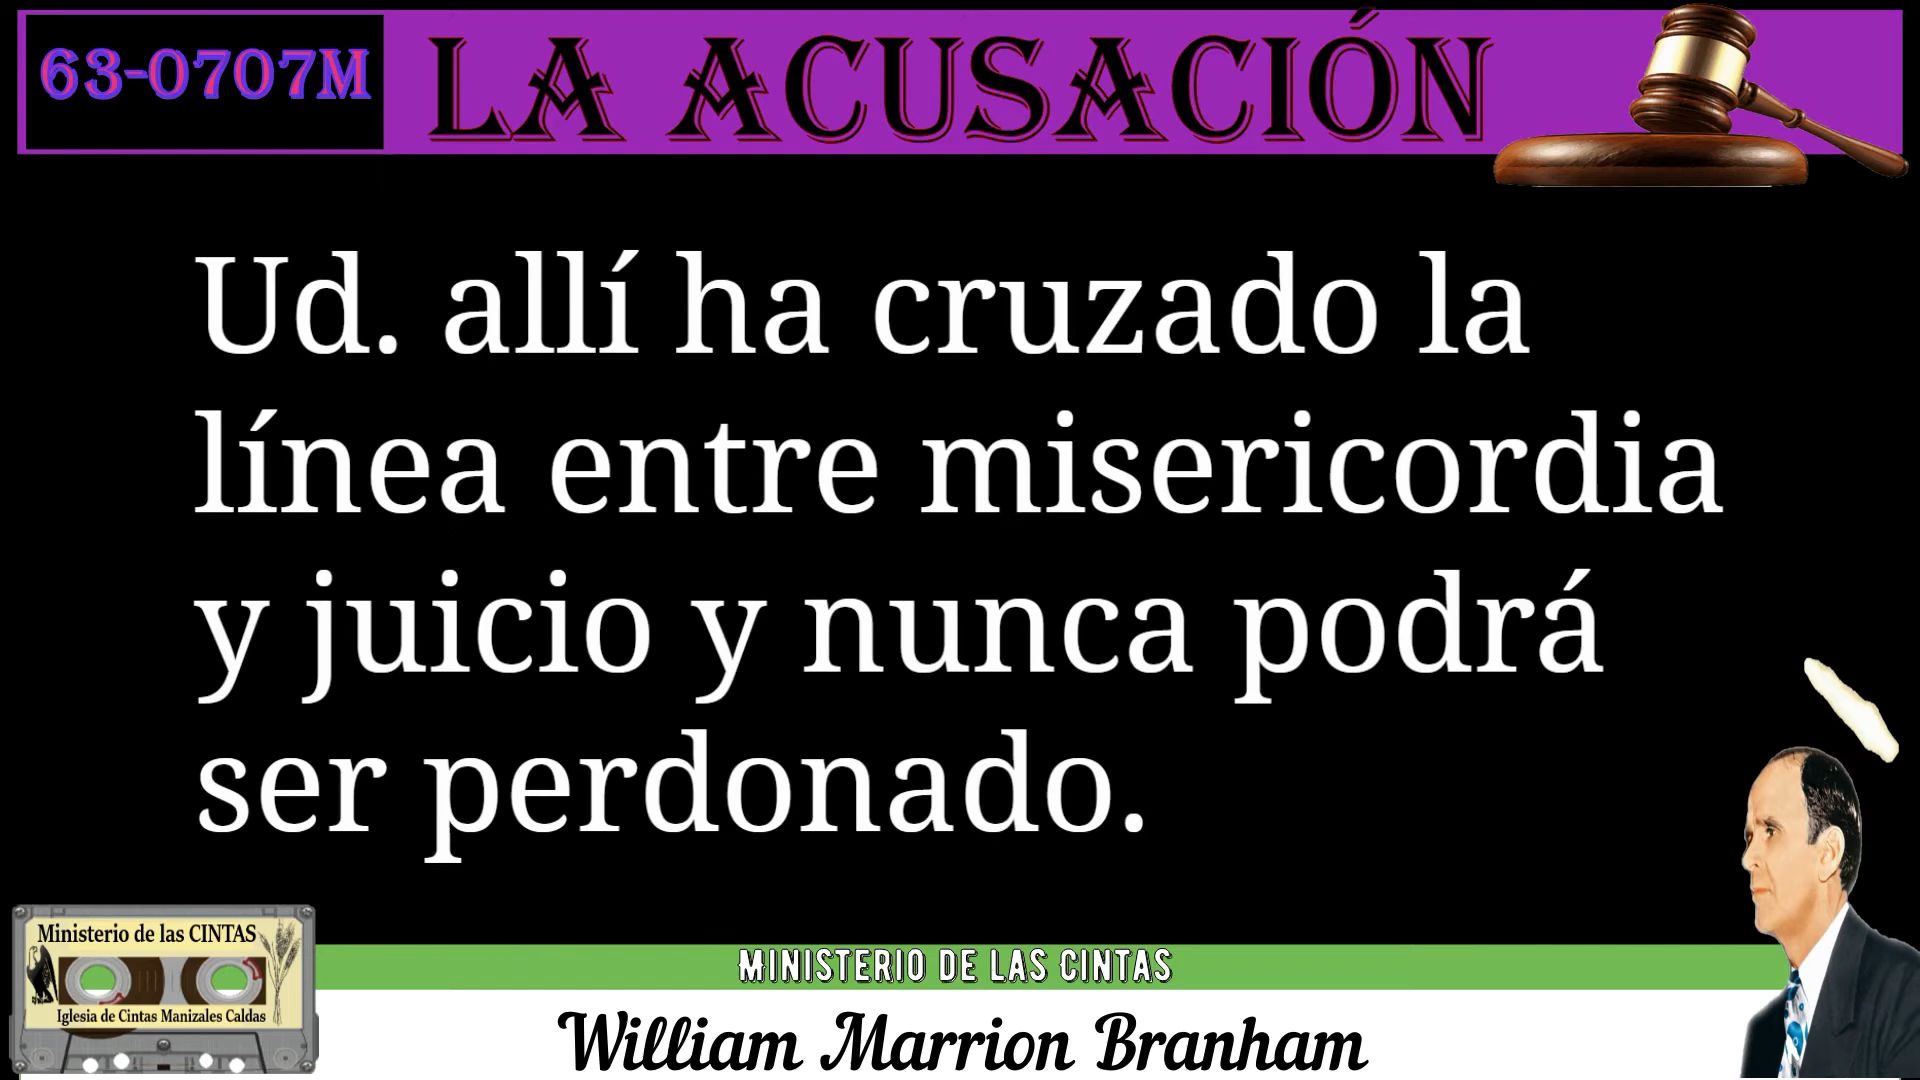 63-0707M
LA ACUSACIÓN
Ud. allí ha cruzado la
línea entre misericordia
y juicio y nunca podrá
ser perdonado.
Ministerio de las CINTAS
Iglesia de Cintas Manizales Caldas
MINISTERIO DE LAS CINTAS
William Marrion Branham